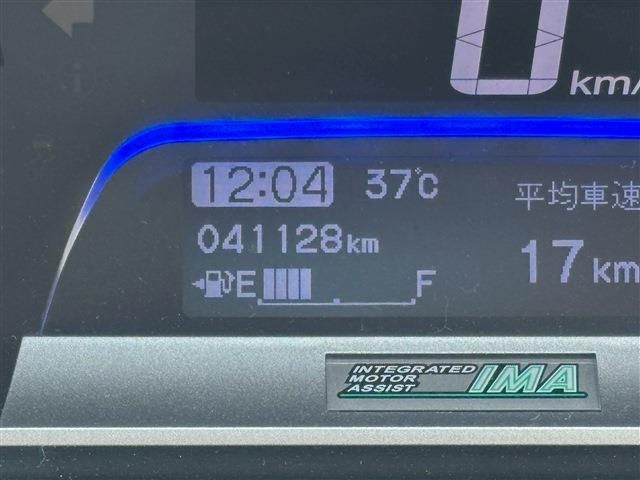 0 km/
12:04 37℃ 平均車速
041128km
17 km
E F
INTEGRATED
MOTOR
ASSIST IMA